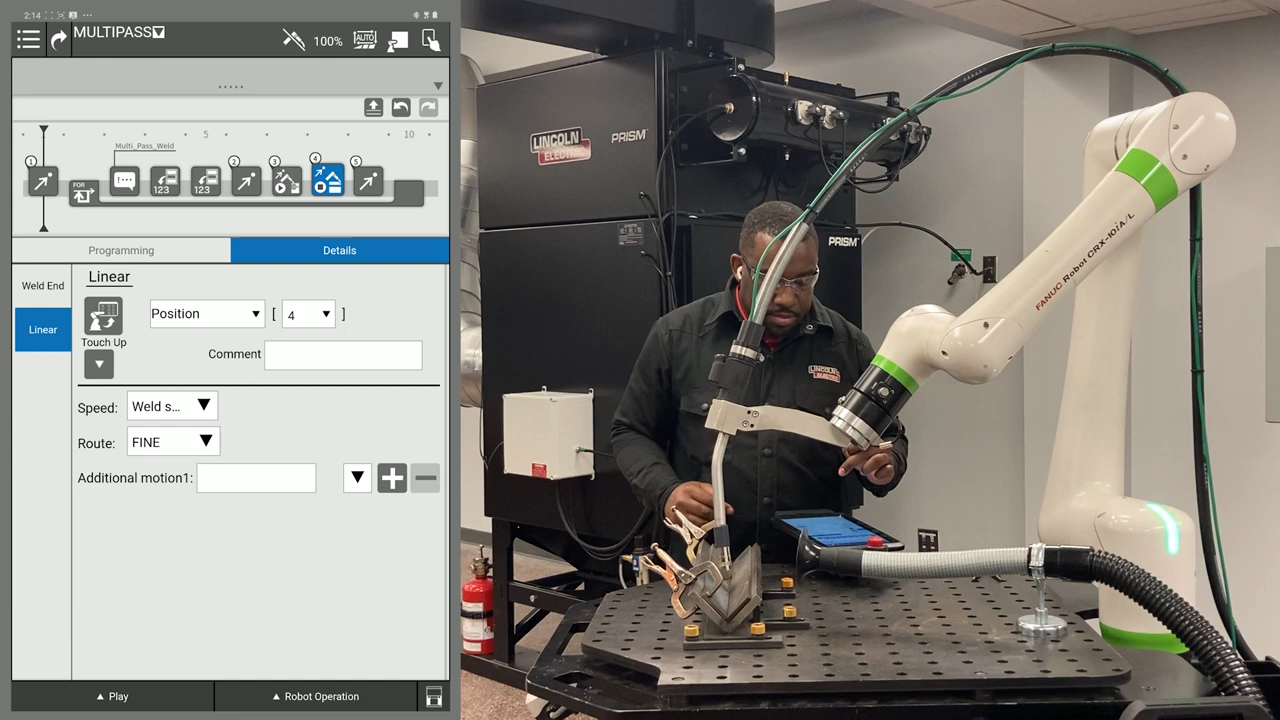 2:14
MULTIPASS
100%
AUTO
5
10
Multi_Pass_Weld
1
2
3
4
5
FOR
123
123
Programming
Details
Weld End
Linear
Linear
Position
[ 4 ]
Touch Up
Comment
Speed: Weld s...
Route: FINE
Additional motion1:
Play
Robot Operation
LINCOLN
ELECTRIC
PRISM
PRISM
LINCOLN
ELECTRIC
FANUC Robot CRX-10iA/L